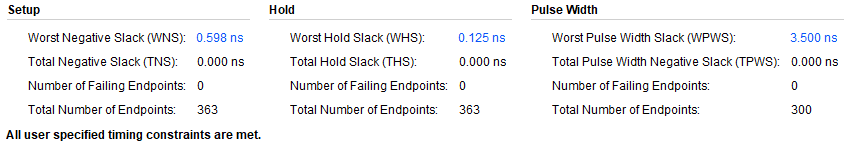 Setup
Worst Negative Slack (WNS): 0.598 ns
Total Negative Slack (TNS): 0.000 ns
Number of Failing Endpoints: 0
Total Number of Endpoints: 363
Hold
Worst Hold Slack (WHS): 0.125 ns
Total Hold Slack (THS): 0.000 ns
Number of Failing Endpoints: 0
Total Number of Endpoints: 363
Pulse Width
Worst Pulse Width Slack (WPWS): 3.500 ns
Total Pulse Width Negative Slack (TPWS): 0.000 ns
Number of Failing Endpoints: 0
Total Number of Endpoints: 300
All user specified timing constraints are met.